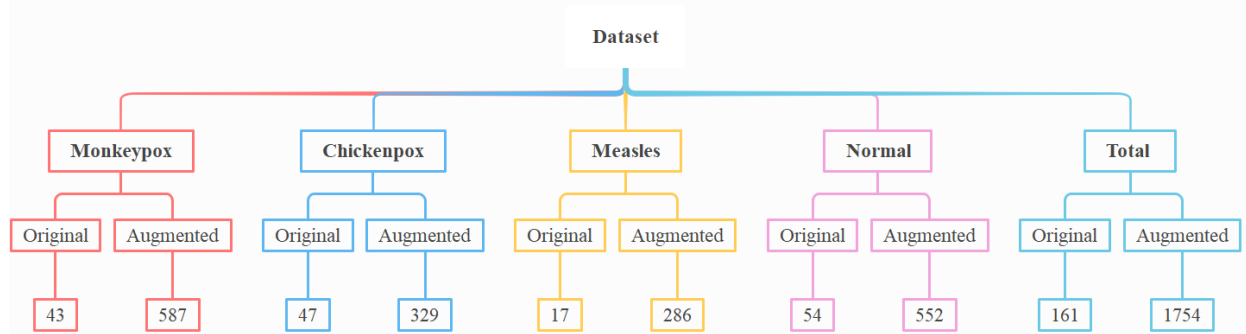 Dataset
Monkeypox Chickenpox Measles Normal Total
Original Augmented Original Augmented Original Augmented Original Augmented Original Augmented
43 587 47 329 17 286 54 552 161 1754